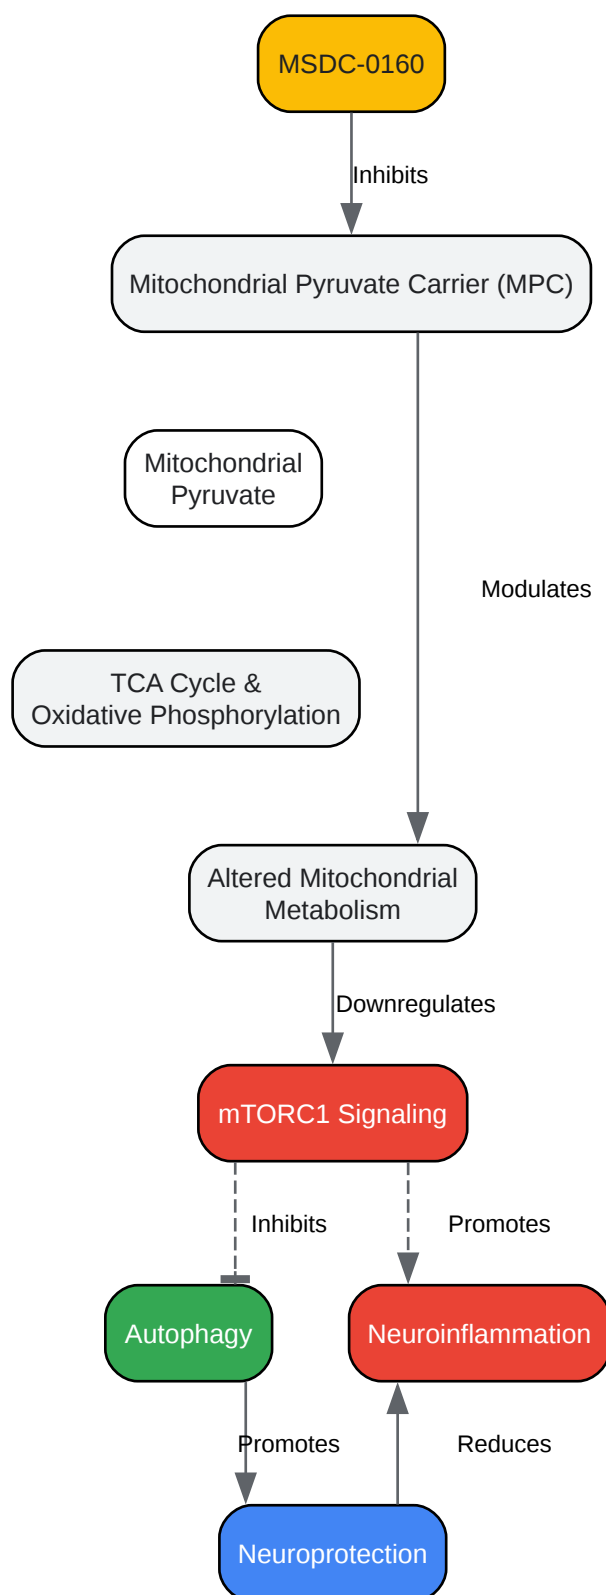 MSDC-0160
Inhibits
Mitochondrial Pyruvate Carrier (MPC)
Mitochondrial
Pyruvate
Modulates
TCA Cycle &
Oxidative Phosphorylation
Altered Mitochondrial
Metabolism
Downregulates
mTORC1 Signaling
Inhibits
Promotes
Autophagy
Neuroinflammation
Promotes
Reduces
Neuroprotection